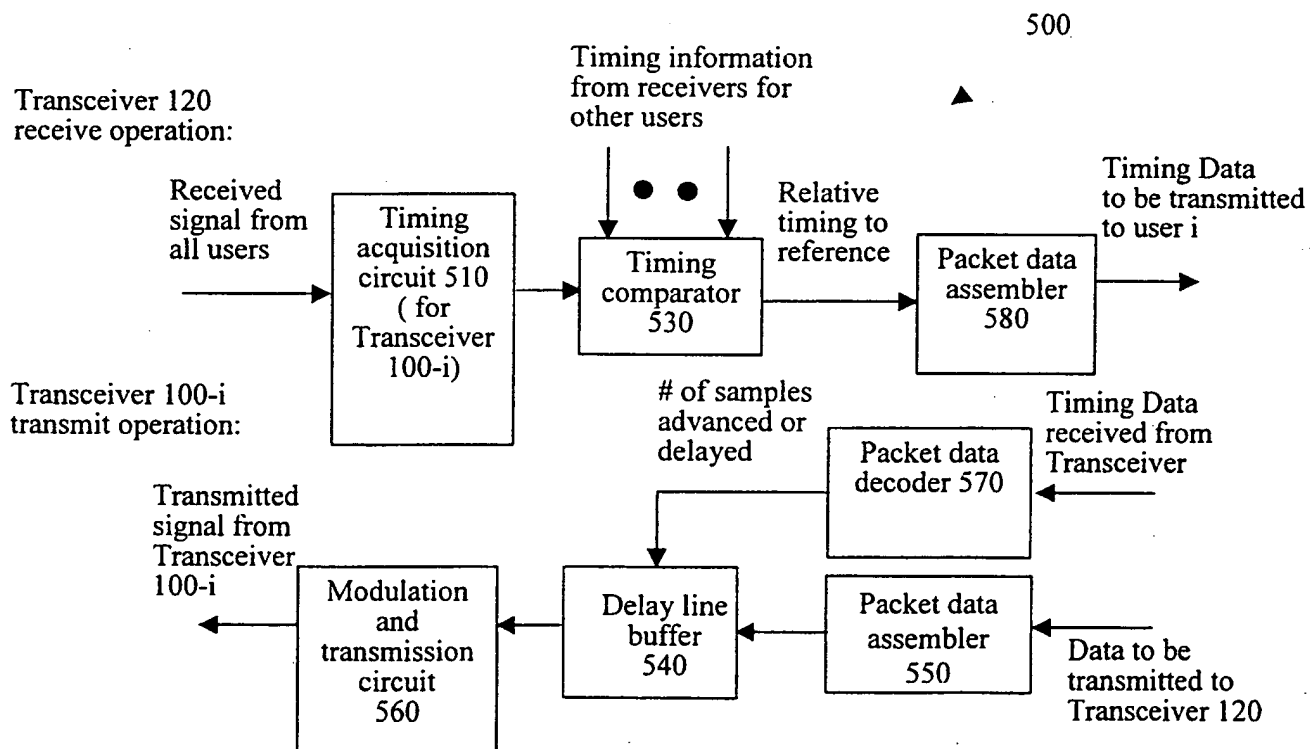 500
Timing information
from receivers for
other users
Transceiver 120
receive operation:
Received
signal from
all users
Timing
acquisition
circuit 510
( for
Transceiver
100-i)
Timing
comparator
530
Relative
timing to
reference
Packet data
assembler
580
Timing Data
to be transmitted
to user i
Transceiver 100-i
transmit operation:
# of samples
advanced or
delayed
Packet data
decoder 570
Timing Data
received from
Transceiver
Transmitted
signal from
Transceiver
100-i
Modulation
and
transmission
circuit
560
Delay line
buffer
540
Packet data
assembler
550
Data to be
transmitted to
Transceiver 120